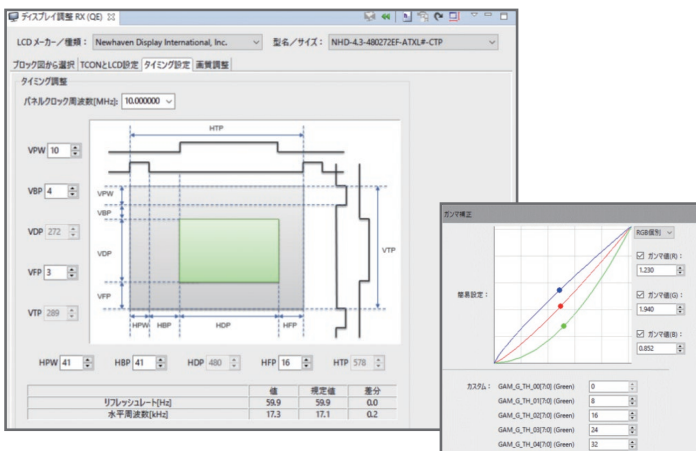 ディスプレイ調整 RX (QE)
LCD メーカー／種類： Newhaven Display International, Inc. 型名／サイズ： NHD-4.3-480272EF-ATXL#-CTP
ブロック図から選択 TCONとLCD設定 タイミング設定 画質調整
タイミング調整
パネルクロック周波数[MHz]: 10.000000
HTP
VPW 10
VBP 4
VDP 272
VFP 3
VTP 289
VPW
VBP
VDP
VFP
VTP
HPW HBP HDP HFP
HPW 41 HBP 41 HDP 480 HFP 16 HTP 578
値 規定値 差分
リフレッシュレート[Hz] 59.9 59.9 0.0
水平周波数[kHz] 17.3 17.1 0.2
ガンマ補正
RGB個別
簡易設定：
ガンマ値(R)：
1.230
ガンマ値(G)：
1.940
ガンマ値(B)：
0.852
カスタム： GAM_G_TH_00[7:0] (Green) 0
GAM_G_TH_01[7:0] (Green) 8
GAM_G_TH_02[7:0] (Green) 16
GAM_G_TH_03[7:0] (Green) 24
GAM_G_TH_04[7:0] (Green) 32